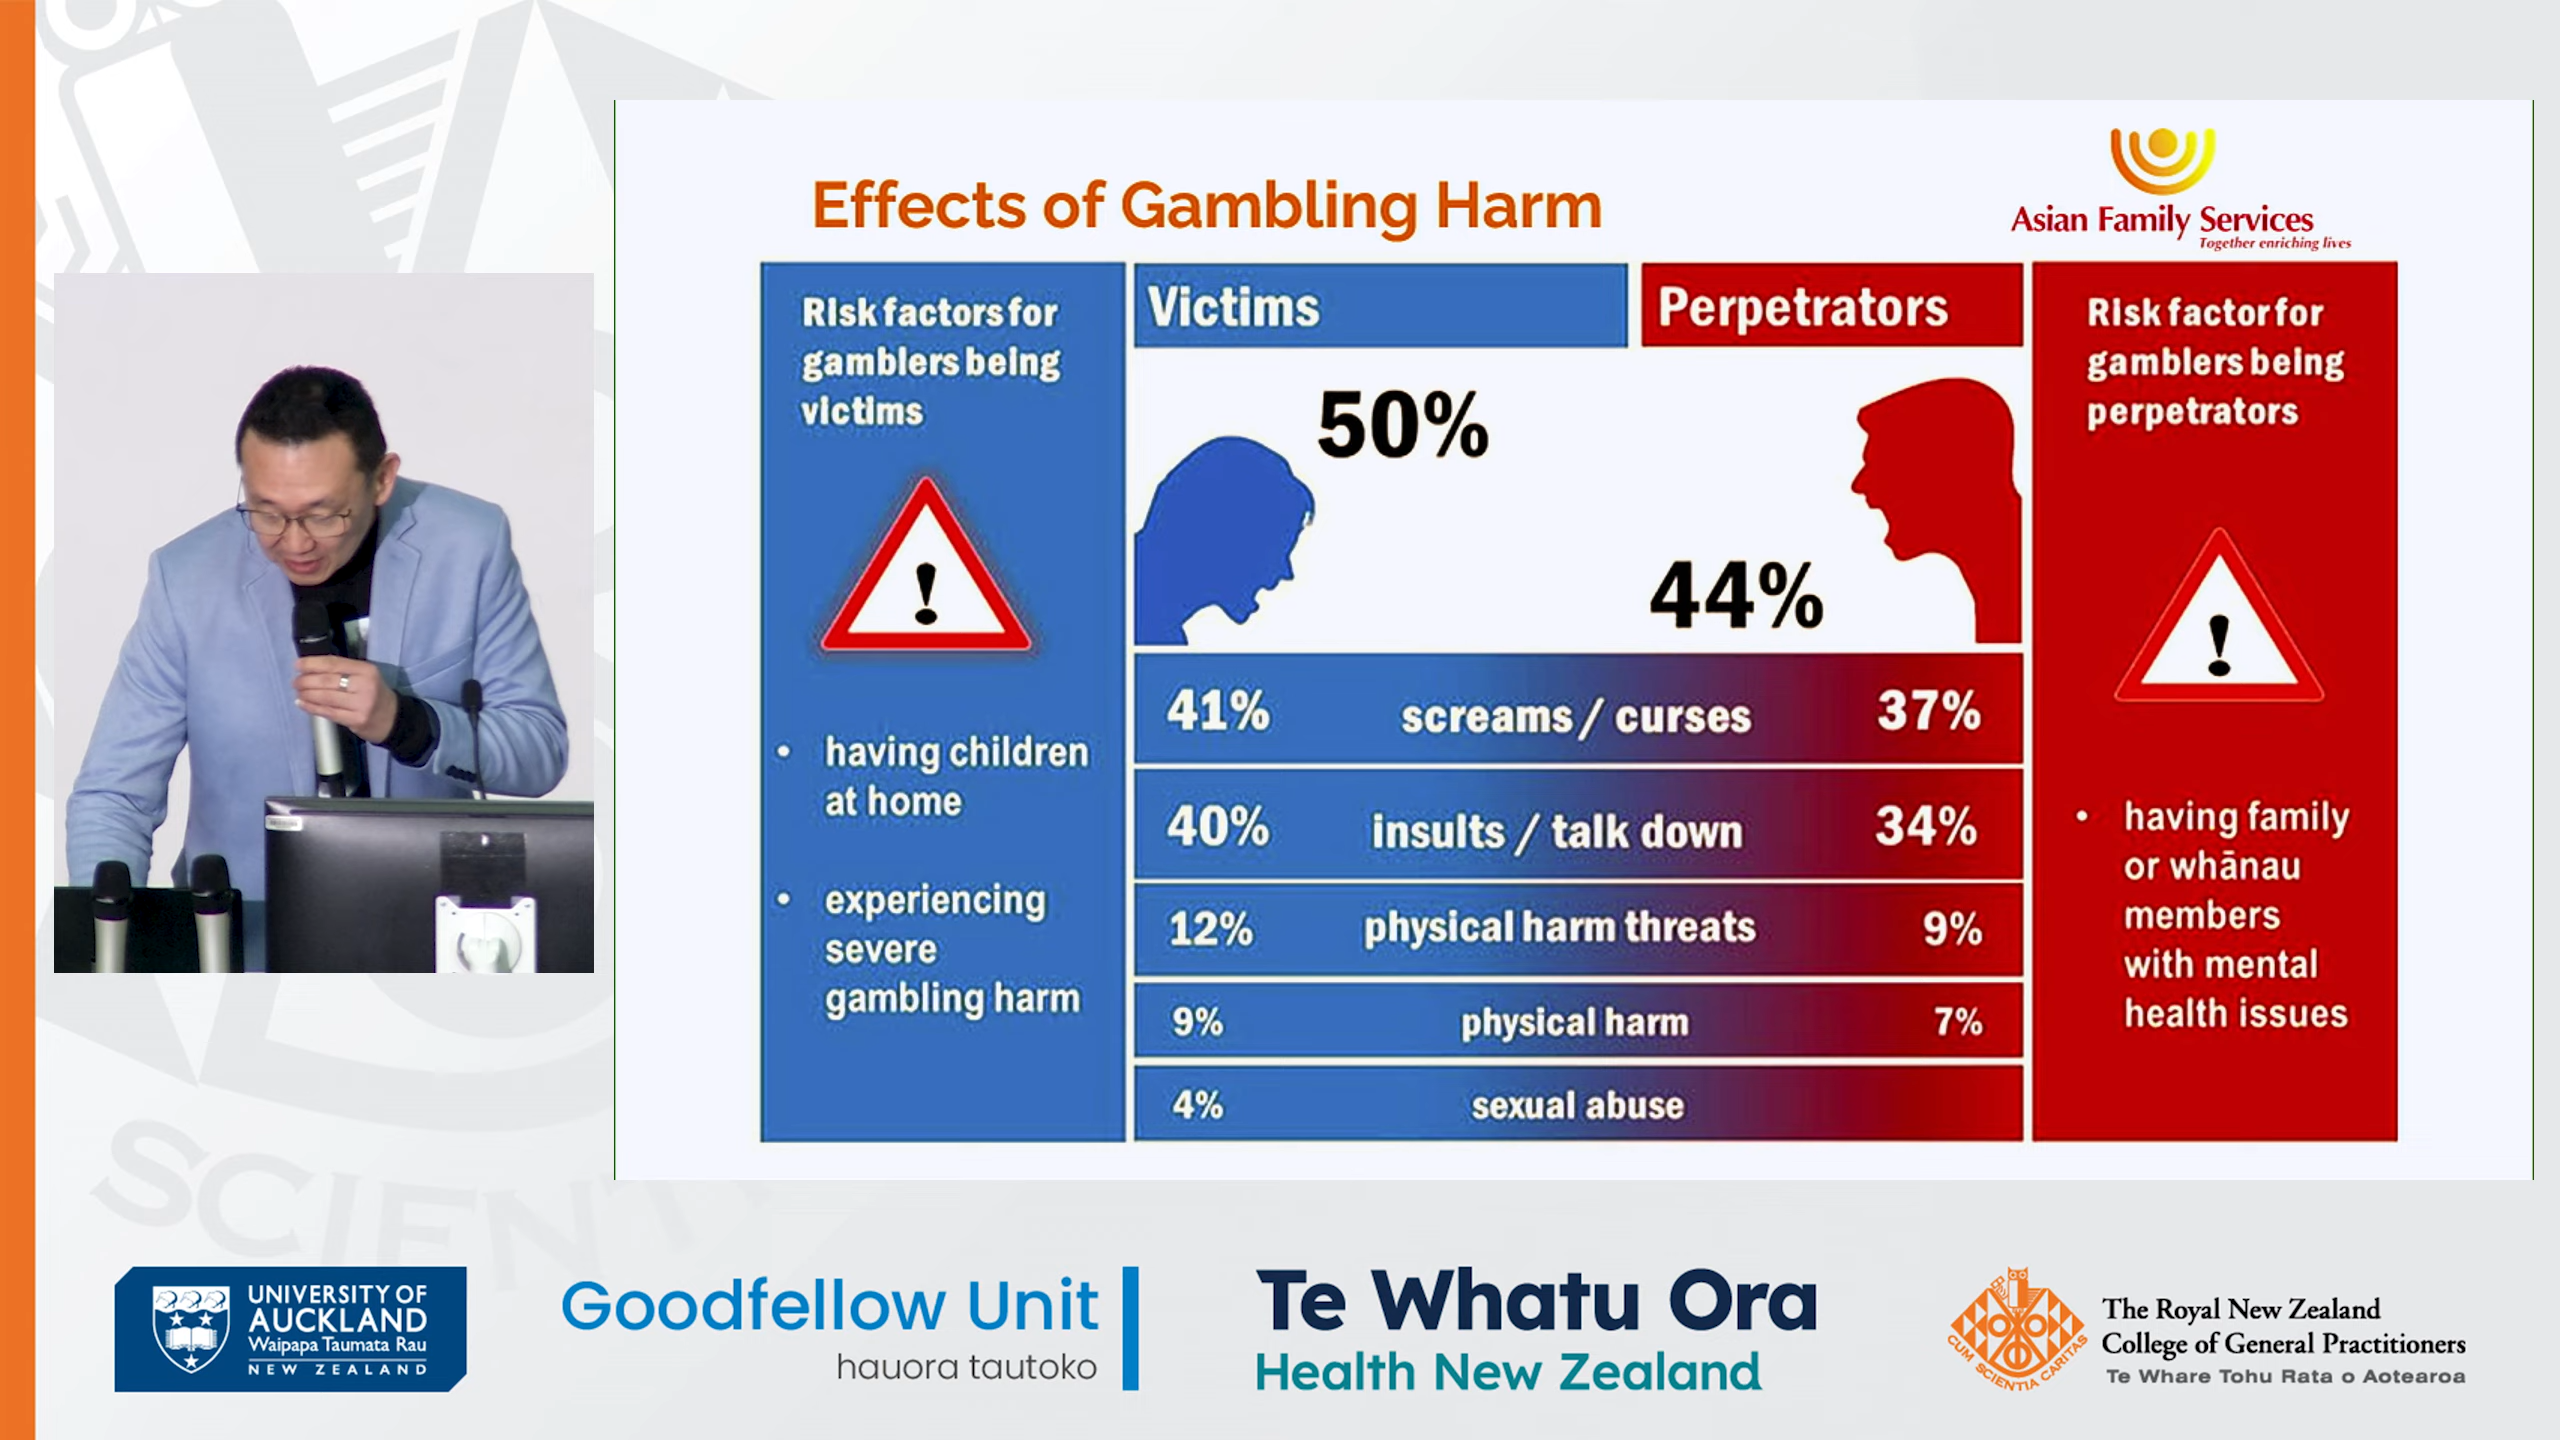 Effects of Gambling Harm
Asian Family Services
Together enriching lives
Risk factors for
gamblers being
victims
!
• having children
at home
• experiencing
severe
gambling harm
Victims
Perpetrators
50%
44%
41% screams / curses 37%
40% insults / talk down 34%
12% physical harm threats 9%
9% physical harm 7%
4% sexual abuse
Risk factor for
gamblers being
perpetrators
!
• having family
or whānau
members
with mental
health issues
SCIENT
UNIVERSITY OF
AUCKLAND
Waipapa Taumata Rau
NEW ZEALAND
Goodfellow Unit
hauora tautoko
Te Whatu Ora
Health New Zealand
CUM SCIENTIA CARITAS
The Royal New Zealand
College of General Practitioners
Te Whare Tohu Rata o Aotearoa